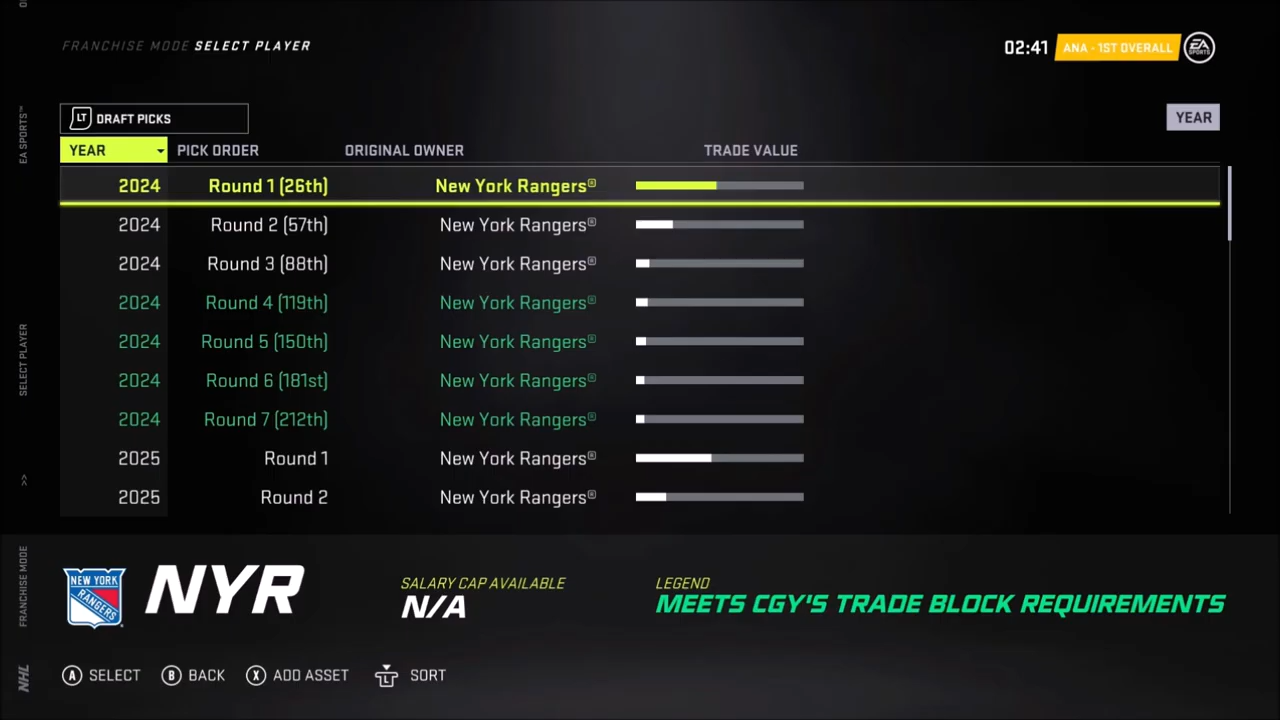 FRANCHISE MODE SELECT PLAYER
02:41 ANA - 1ST OVERALL EA SPORTS
EA SPORTS™
SELECT PLAYER
>>
FRANCHISE MODE
NHL
LT DRAFT PICKS
YEAR
YEAR PICK ORDER ORIGINAL OWNER TRADE VALUE
2024 Round 1 (26th) New York Rangers®
2024 Round 2 (57th) New York Rangers®
2024 Round 3 (88th) New York Rangers®
2024 Round 4 (119th) New York Rangers®
2024 Round 5 (150th) New York Rangers®
2024 Round 6 (181st) New York Rangers®
2024 Round 7 (212th) New York Rangers®
2025 Round 1 New York Rangers®
2025 Round 2 New York Rangers®
NEW YORK
RANGERS
NYR
SALARY CAP AVAILABLE
N/A
LEGEND
MEETS CGY'S TRADE BLOCK REQUIREMENTS
A SELECT B BACK X ADD ASSET L SORT